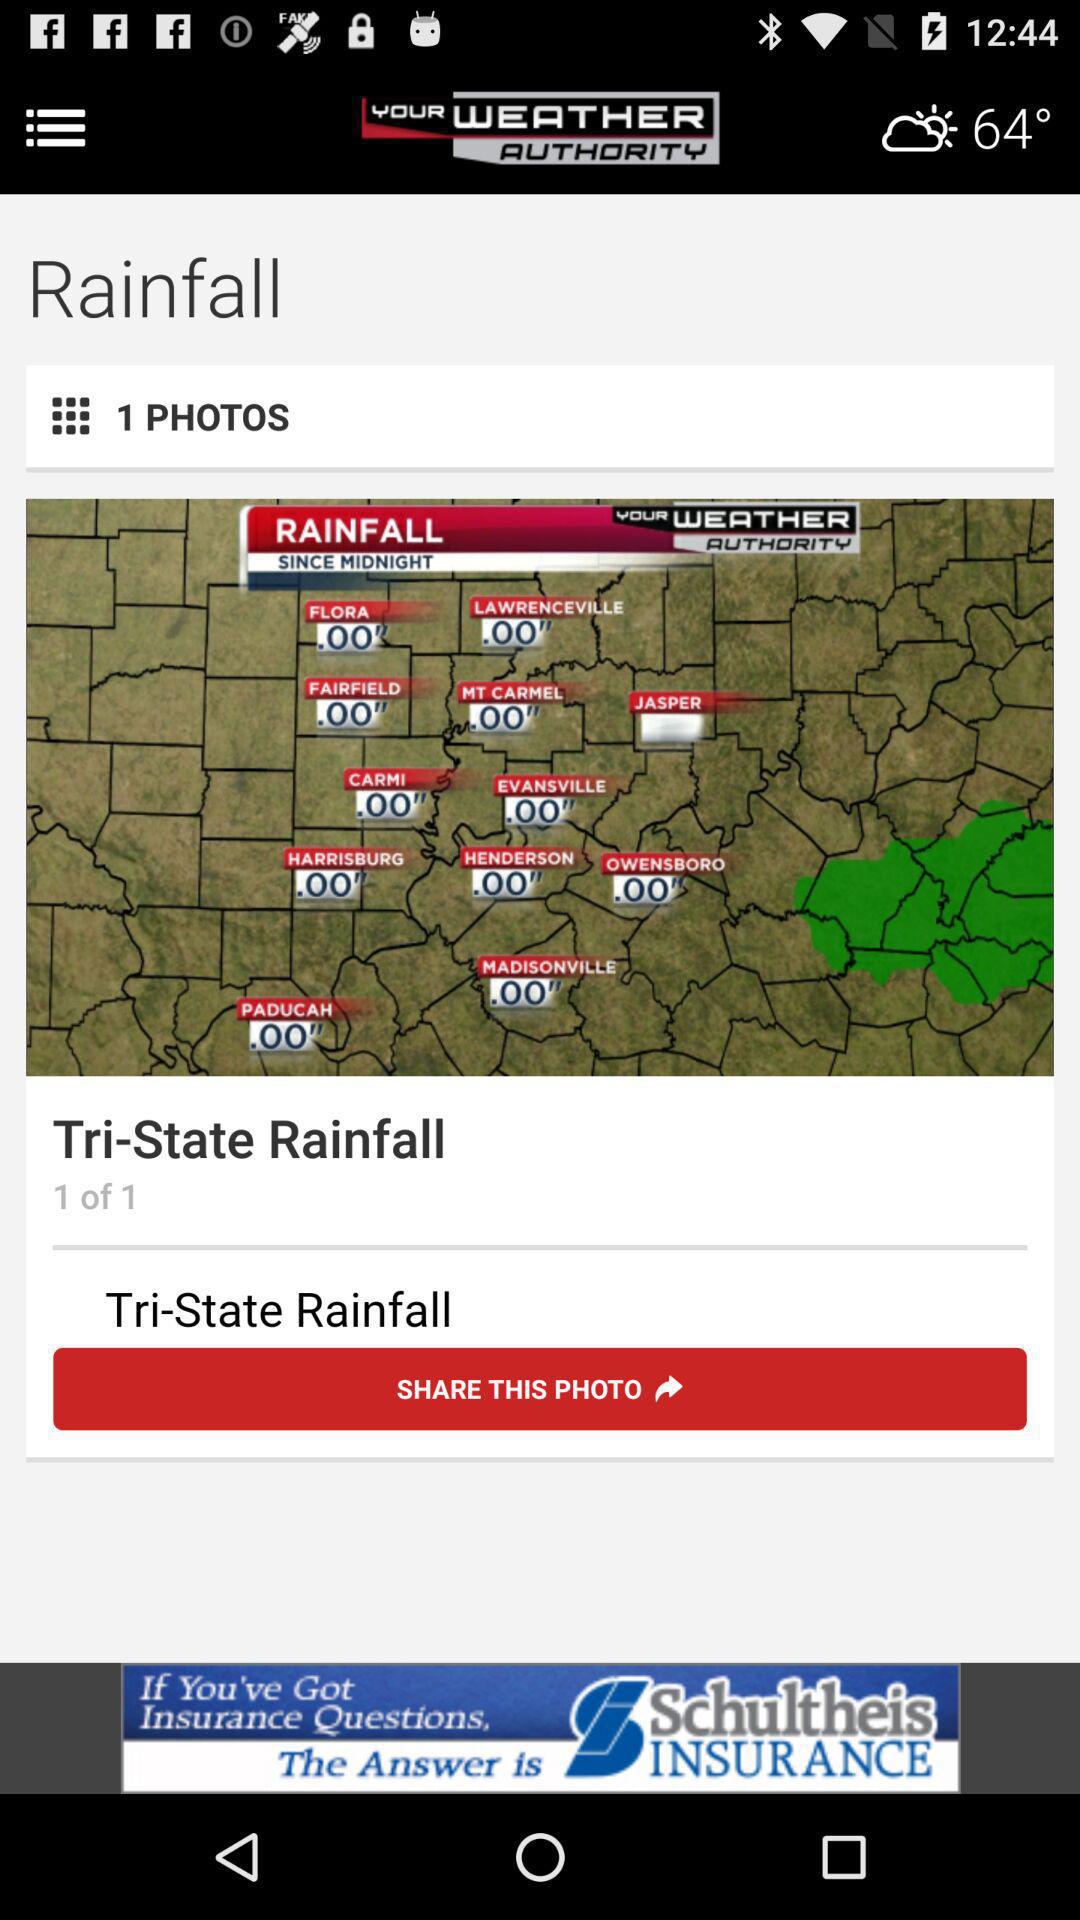 FAKE
12:44
YOUR WEATHER
AUTHORITY
64°
Rainfall
1 PHOTOS
RAINFALL
SINCE MIDNIGHT
YOUR WEATHER
AUTHORITY
FLORA
.00"
LAWRENCEVILLE
.00"
FAIRFIELD
.00"
MT CARMEL
.00"
JASPER
CARMI
.00"
EVANSVILLE
.00"
HARRISBURG
.00"
HENDERSON
.00"
OWENSBORO
.00"
MADISONVILLE
.00"
PADUCAH
.00"
Tri-State Rainfall
1 of 1
Tri-State Rainfall
SHARE THIS PHOTO
If You've Got
Insurance Questions,
The Answer is
Schultheis
INSURANCE